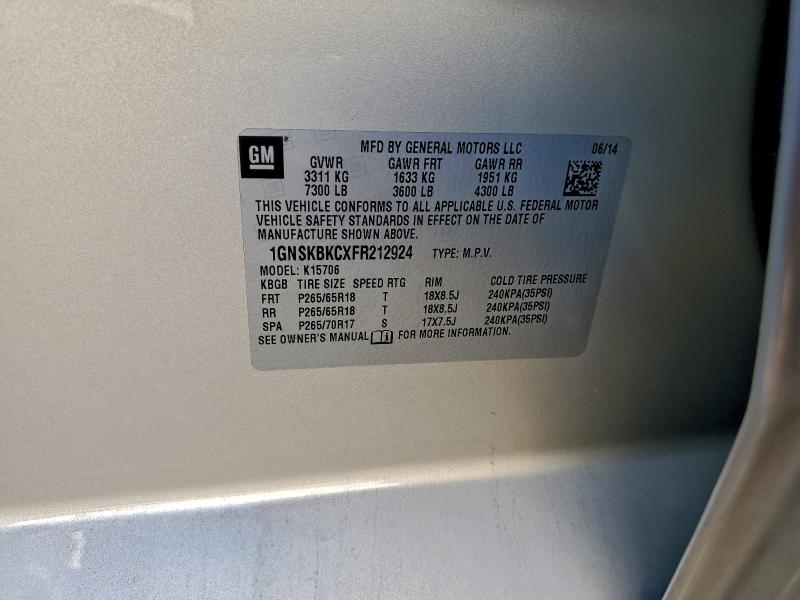 GM ® MFD BY GENERAL MOTORS LLC 06/14
GVWR GAWR FRT GAWR RR
3311 KG 1633 KG 1951 KG
7300 LB 3600 LB 4300 LB
THIS VEHICLE CONFORMS TO ALL APPLICABLE U.S. FEDERAL MOTOR
VEHICLE SAFETY STANDARDS IN EFFECT ON THE DATE OF
MANUFACTURE SHOWN ABOVE.
1GNSKBKCXFR212924 TYPE: M.P.V.
MODEL: K15706
KBGB TIRE SIZE SPEED RTG RIM COLD TIRE PRESSURE
FRT P265/65R18 T 18X8.5J 240KPA(35PSI)
RR P265/65R18 T 18X8.5J 240KPA(35PSI)
SPA P265/70R17 S 17X7.5J 240KPA(35PSI)
SEE OWNER'S MANUAL i FOR MORE INFORMATION.